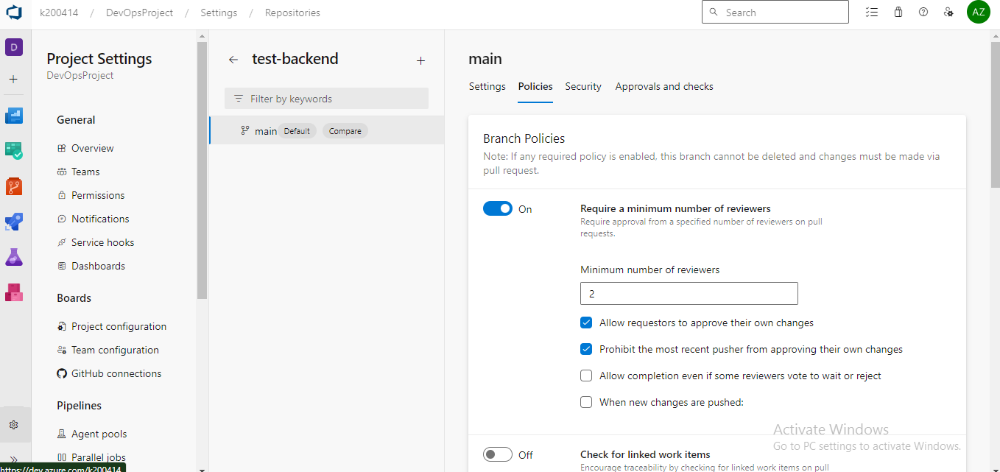 k200414 / DevOpsProject / Settings / Repositories
Search
AZ
D
Project Settings
DevOpsProject
General
Overview
Teams
Permissions
Notifications
Service hooks
Dashboards
Boards
Project configuration
Team configuration
GitHub connections
Pipelines
Agent pools
Parallel jobs
https://dev.azure.com/k200414
test-backend
Filter by keywords
main Default Compare
main
Settings Policies Security Approvals and checks
Branch Policies
Note: If any required policy is enabled, this branch cannot be deleted and changes must be made via
pull request.
On
Require a minimum number of reviewers
Require approval from a specified number of reviewers on pull
requests.
Minimum number of reviewers
2
Allow requestors to approve their own changes
Prohibit the most recent pusher from approving their own changes
Allow completion even if some reviewers vote to wait or reject
When new changes are pushed:
Activate Windows
Go to PC settings to activate Windows.
Off
Check for linked work items
Encourage traceability by checking for linked work items on pull